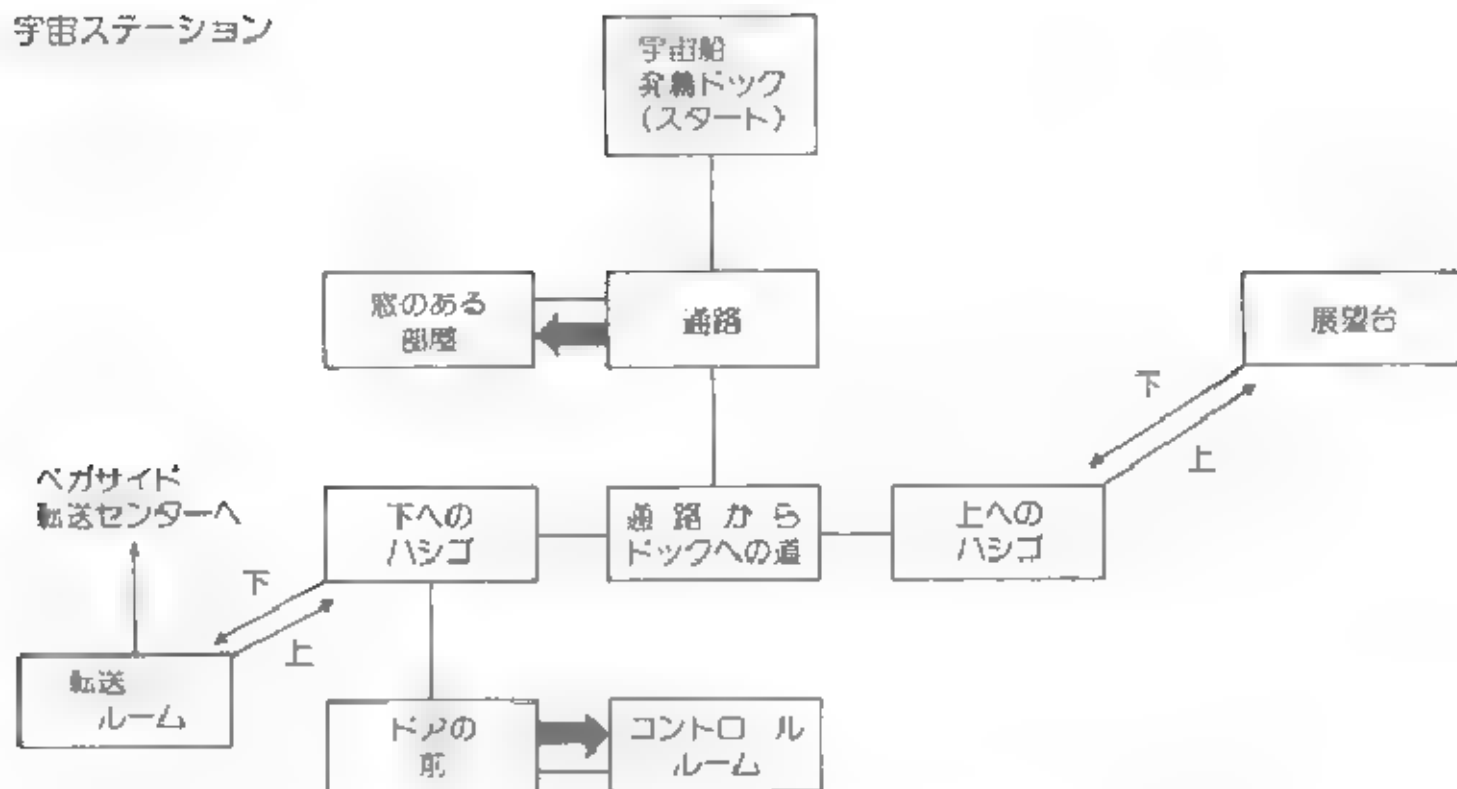 宇宙ステーション
宇宙船
発着ドック
(スタート)
窓のある
部屋
通路
展望台
下
上
ペガサイド
転送センターへ
下への
ハシゴ
通路から
ドックへの道
上への
ハシゴ
下
上
転送
ルーム
ドアの
前
コントロール
ルーム